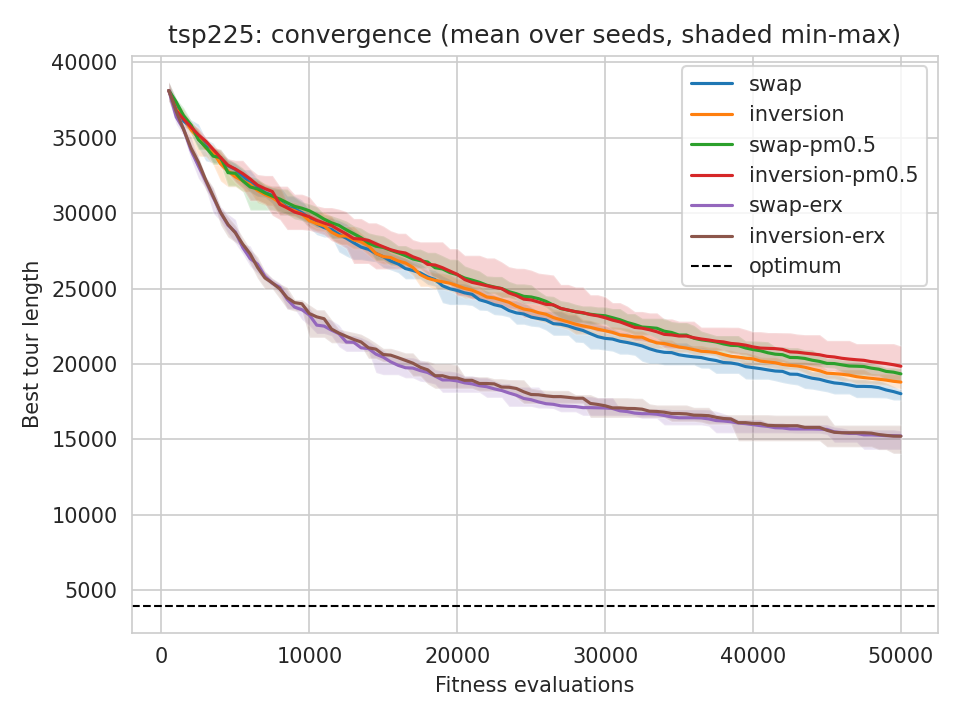 tsp225: convergence (mean over seeds, shaded min-max)
40000
35000
30000
25000
20000
15000
10000
5000
Best tour length
swap
inversion
swap-pm0.5
inversion-pm0.5
swap-erx
inversion-erx
optimum
0 10000 20000 30000 40000 50000
Fitness evaluations